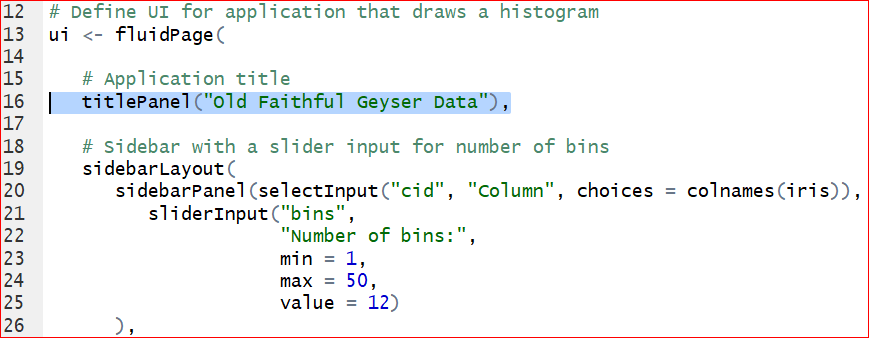 12 # Define UI for application that draws a histogram
13 ui <- fluidPage(
14
15    # Application title
16    titlePanel("Old Faithful Geyser Data"),
17
18    # Sidebar with a slider input for number of bins
19    sidebarLayout(
20       sidebarPanel(selectInput("cid", "Column", choices = colnames(iris)),
21          sliderInput("bins",
22                      "Number of bins:",
23                      min = 1,
24                      max = 50,
25                      value = 12)
26       ),